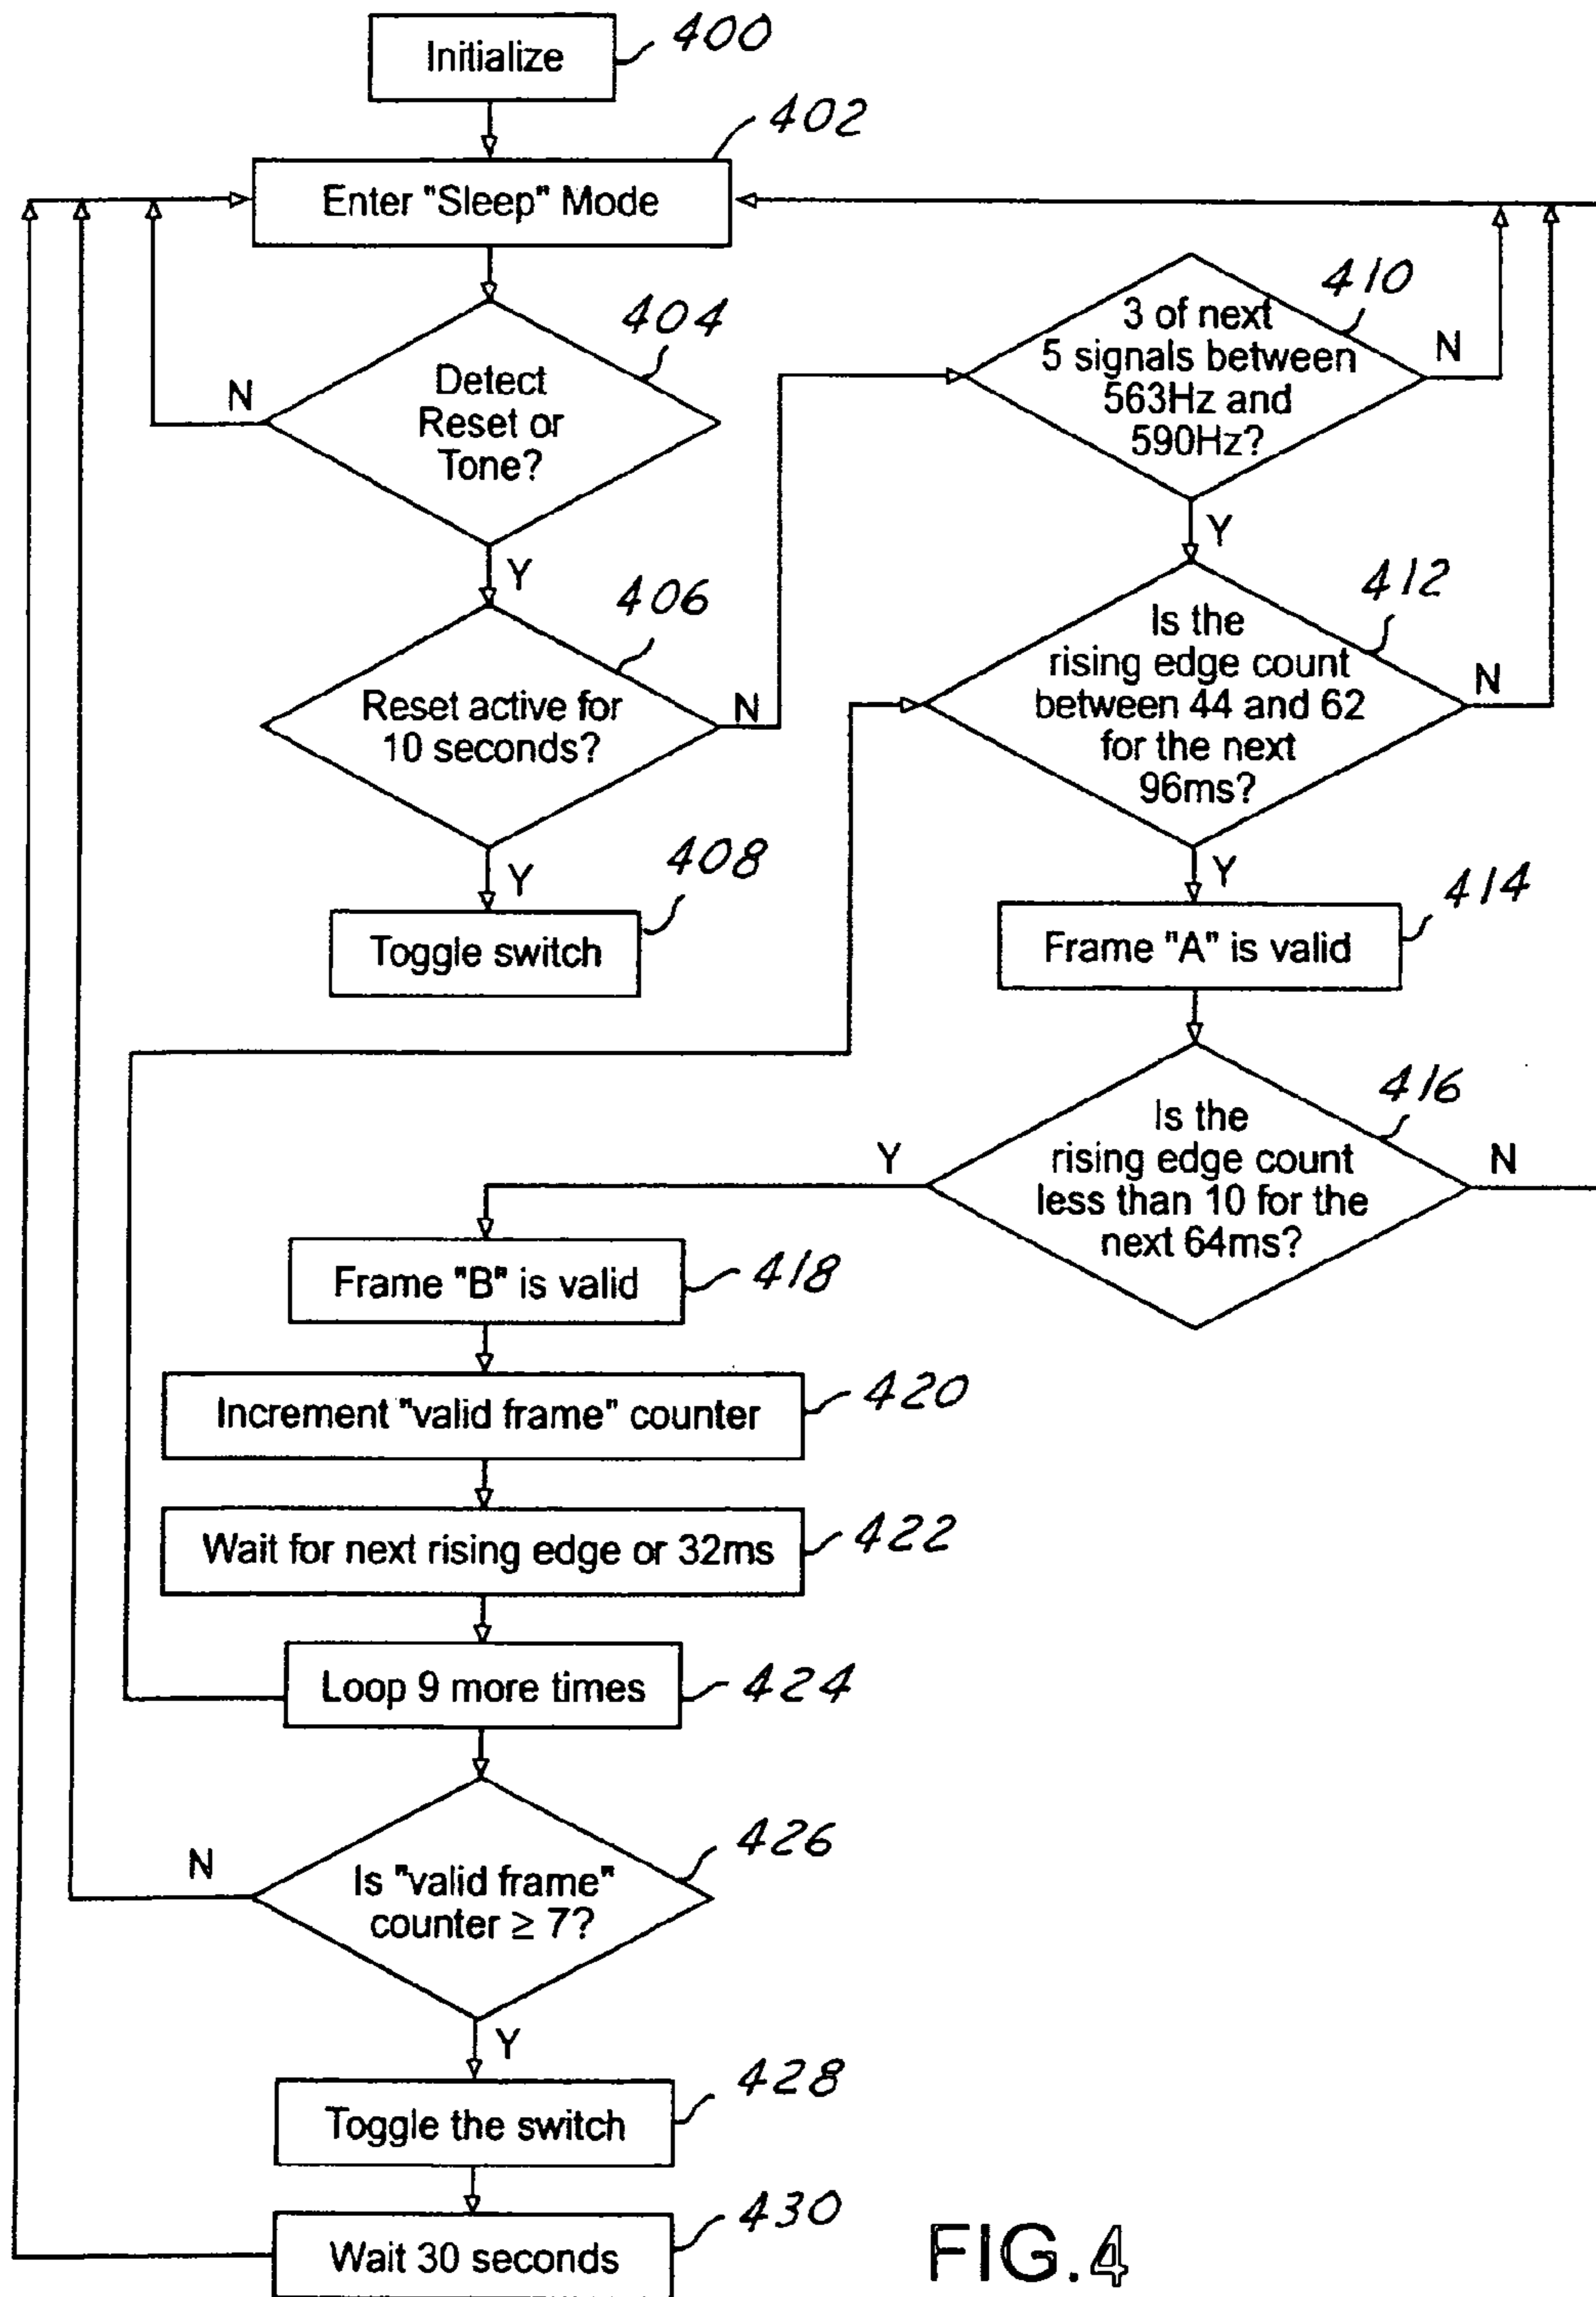 Initialize
400
402
Enter "Sleep" Mode
404
Detect
Reset or
Tone?
N
Y
406
Reset active for
10 seconds?
N
Y
408
Toggle switch
410
3 of next
5 signals between
563Hz and
590Hz?
N
Y
412
Is the
rising edge count
between 44 and 62
for the next
96ms?
N
Y
414
Frame "A" is valid
416
Is the
rising edge count
less than 10 for the
next 64ms?
N
Y
Frame "B" is valid
418
Increment "valid frame" counter
420
Wait for next rising edge or 32ms
422
Loop 9 more times
424
426
Is "valid frame"
counter ≥ 7?
N
Y
428
Toggle the switch
430
Wait 30 seconds
FIG.4